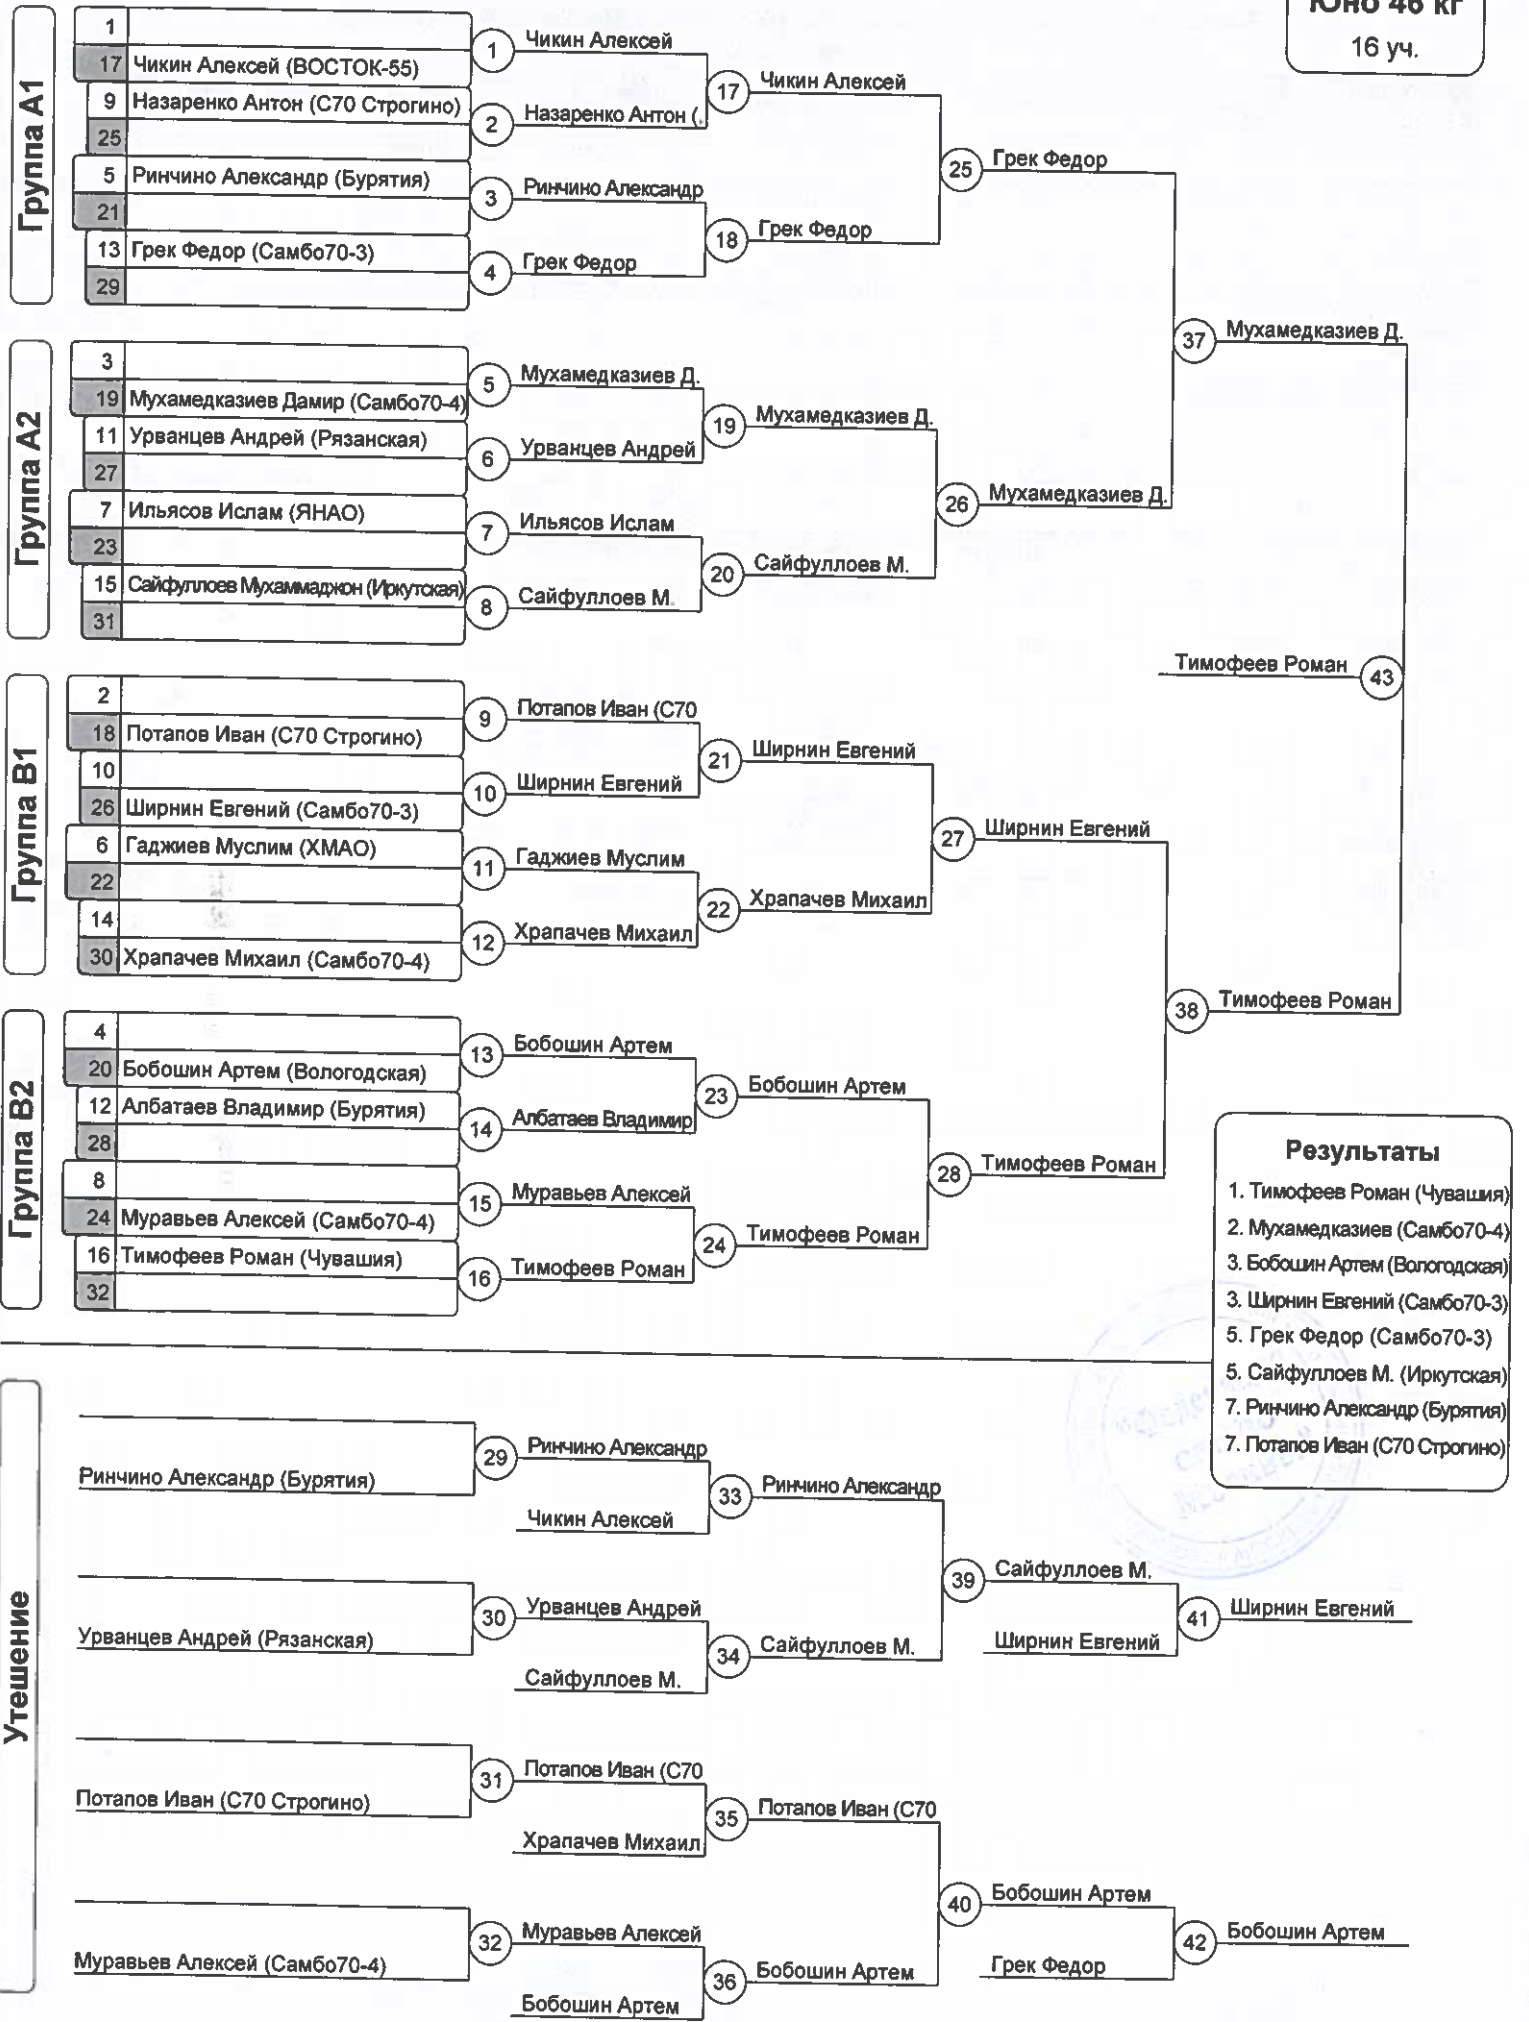 Юно 46 кг
16 уч.
Группа A1
1
17 Чикин Алексей (ВОСТОК-55)
9 Назаренко Антон (С70 Строгино)
25
5 Ринчино Александр (Бурятия)
21
13 Грек Федор (Самбо70-3)
29
1 Чикин Алексей
2 Назаренко Антон (.
3 Ринчино Александр
4 Грек Федор
17 Чикин Алексей
18 Грек Федор
25 Грек Федор
Группа A2
3
19 Мухамедказиев Дамир (Самбо70-4)
11 Урванцев Андрей (Рязанская)
27
7 Ильясов Ислам (ЯНАО)
23
15 Сайфуллоев Мухаммаджон (Иркутская)
31
5 Мухамедказиев Д.
6 Урванцев Андрей
7 Ильясов Ислам
8 Сайфуллоев М.
19 Мухамедказиев Д.
20 Сайфуллоев М.
26 Мухамедказиев Д.
37 Мухамедказиев Д.
Тимофеев Роман 43
Группа B1
2
18 Потапов Иван (С70 Строгино)
10
26 Ширнин Евгений (Самбо70-3)
6 Гаджиев Муслим (ХМАО)
22
14
30 Храпачев Михаил (Самбо70-4)
9 Потапов Иван (С70
10 Ширнин Евгений
11 Гаджиев Муслим
12 Храпачев Михаил
21 Ширнин Евгений
22 Храпачев Михаил
27 Ширнин Евгений
Группа B2
4
20 Бобошин Артем (Вологодская)
12 Албатаев Владимир (Бурятия)
28
8
24 Муравьев Алексей (Самбо70-4)
16 Тимофеев Роман (Чувашия)
32
13 Бобошин Артем
14 Албатаев Владимир
15 Муравьев Алексей
16 Тимофеев Роман
23 Бобошин Артем
24 Тимофеев Роман
28 Тимофеев Роман
38 Тимофеев Роман
Результаты
1. Тимофеев Роман (Чувашия)
2. Мухамедказиев (Самбо70-4)
3. Бобошин Артем (Вологодская)
3. Ширнин Евгений (Самбо70-3)
5. Грек Федор (Самбо70-3)
5. Сайфуллоев М. (Иркутская)
7. Ринчино Александр (Бурятия)
7. Потапов Иван (С70 Строгино)
Утешение
Ринчино Александр (Бурятия)
29 Ринчино Александр
Чикин Алексей
33 Ринчино Александр
Урванцев Андрей (Рязанская)
30 Урванцев Андрей
Сайфуллоев М.
34 Сайфуллоев М.
39 Сайфуллоев М.
Ширнин Евгений
41 Ширнин Евгений
Потапов Иван (С70 Строгино)
31 Потапов Иван (С70
Храпачев Михаил
35 Потапов Иван (С70
Муравьев Алексей (Самбо70-4)
32 Муравьев Алексей
Бобошин Артем
36 Бобошин Артем
40 Бобошин Артем
Грек Федор
42 Бобошин Артем